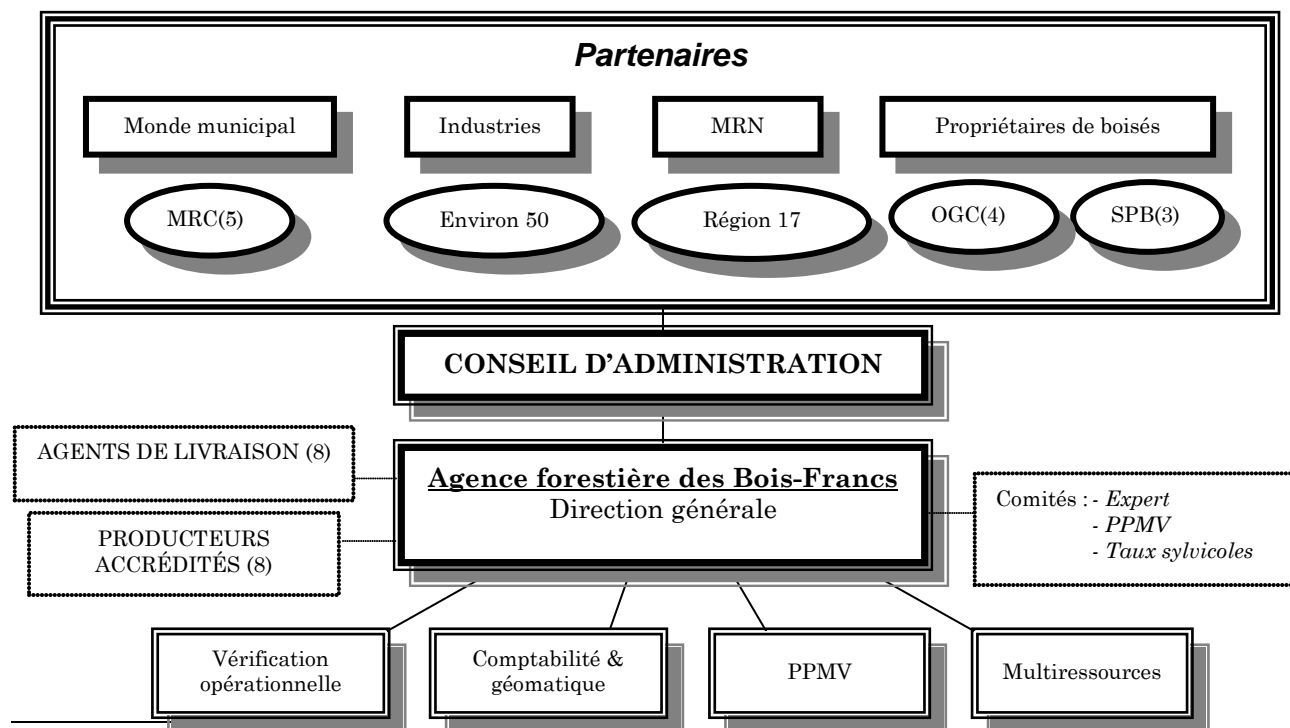 Partenaires
Monde municipal
Industries
MRN
Propriétaires de boisés
MRC(5)
Environ 50
Région 17
OGC(4)
SPB(3)
CONSEIL D'ADMINISTRATION
AGENTS DE LIVRAISON (8)
PRODUCTEURS
ACCRÉDITÉS (8)
Agence forestière des Bois-Francs
Direction générale
Comités : - Expert
- PPMV
- Taux sylvicoles
Vérification
opérationnelle
Comptabilité &
géomatique
PPMV
Multiressources